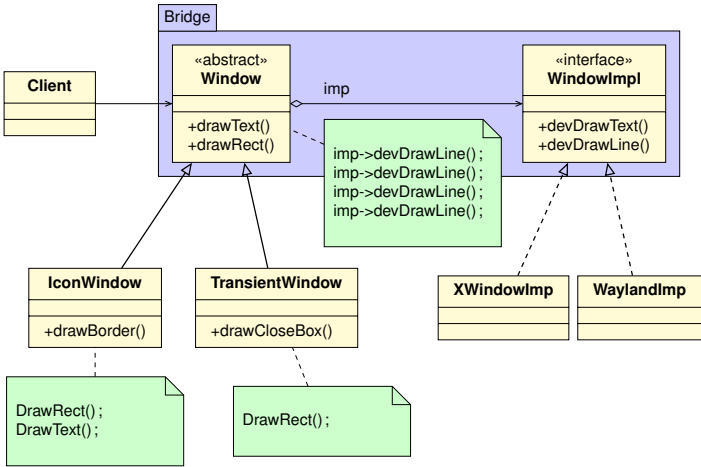 Bridge
«abstract»
Window
+drawText()
+drawRect()
imp
«interface»
WindowImpl
+devDrawText()
+devDrawLine()
Client
imp->devDrawLine();
imp->devDrawLine();
imp->devDrawLine();
imp->devDrawLine();
IconWindow
+drawBorder()
TransientWindow
+drawCloseBox()
XWindowImp
WaylandImp
DrawRect();
DrawText();
DrawRect();